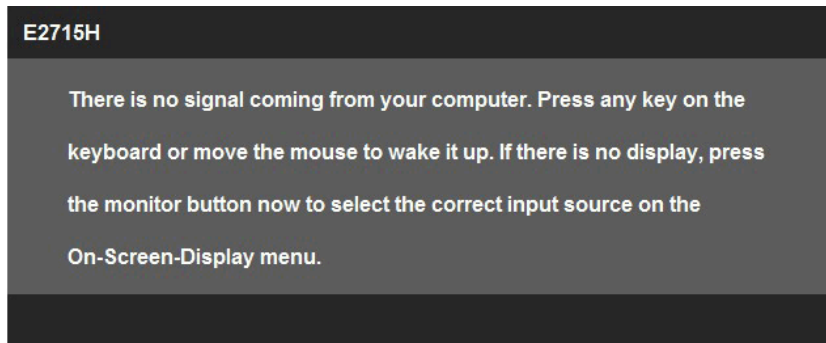 E2715H
There is no signal coming from your computer. Press any key on the
keyboard or move the mouse to wake it up. If there is no display, press
the monitor button now to select the correct input source on the
On-Screen-Display menu.